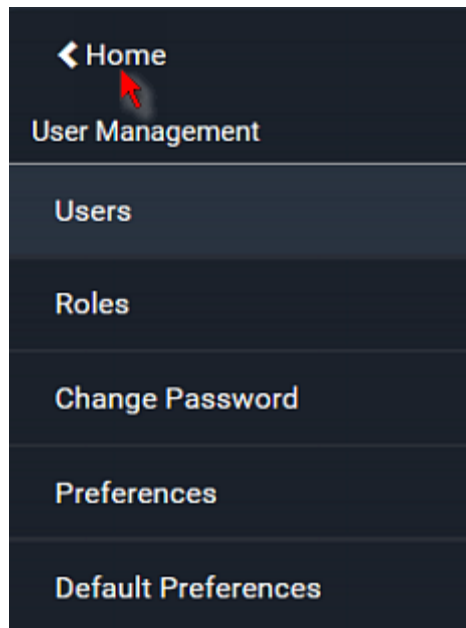 Home
User Management
Users
Roles
Change Password
Preferences
Default Preferences